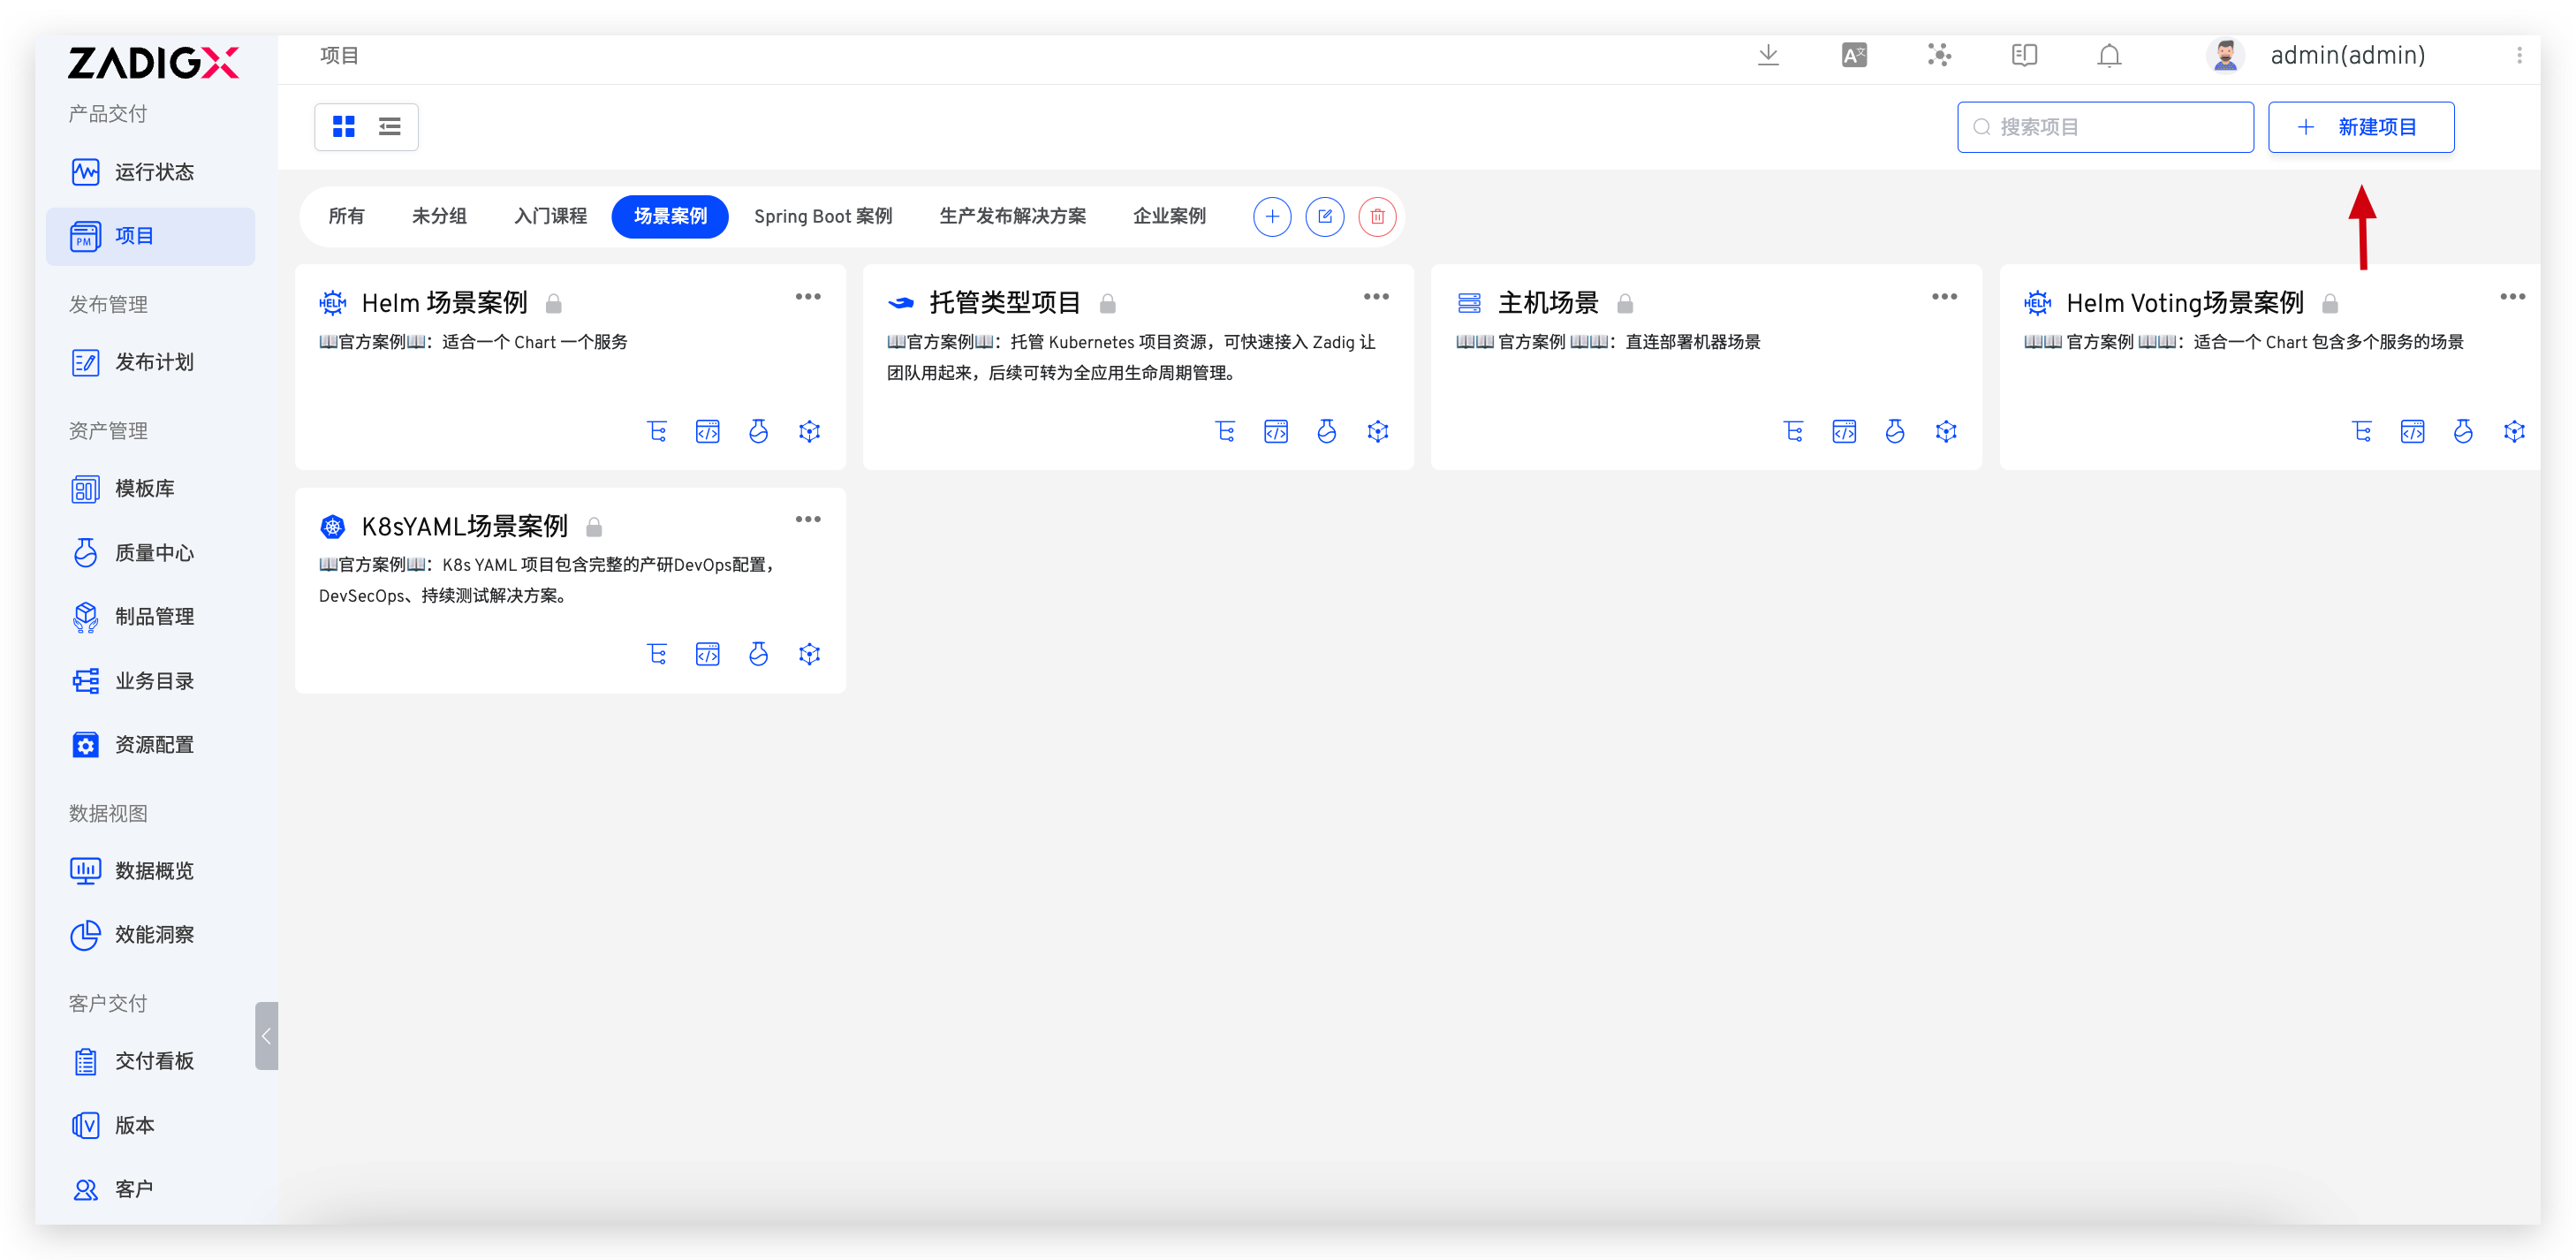 ZADIGX
项目
admin(admin)
产品交付
运行状态
项目
发布管理
发布计划
资产管理
模板库
质量中心
制品管理
业务目录
资源配置
数据视图
数据概览
效能洞察
客户交付
交付看板
版本
客户
搜索项目
新建项目
所有
未分组
入门课程
场景案例
Spring Boot 案例
生产发布解决方案
企业案例
HELM
Helm 场景案例
📖官方案例📖：适合一个 Chart 一个服务
托管类型项目
📖官方案例📖：托管 Kubernetes 项目资源，可快速接入 Zadig 让
团队用起来，后续可转为全应用生命周期管理。
主机场景
📖📖 官方案例 📖📖：直连部署机器场景
HELM
Helm Voting场景案例
📖📖 官方案例 📖📖：适合一个 Chart 包含多个服务的场景
K8sYAML场景案例
📖官方案例📖：K8s YAML 项目包含完整的产研DevOps配置，
DevSecOps、持续测试解决方案。